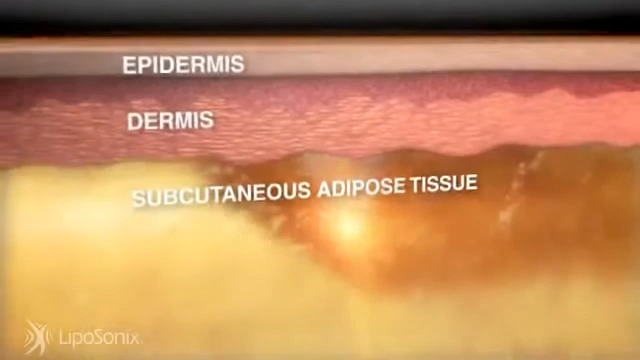 EPIDERMIS
DERMIS
SUBCUTANEOUS ADIPOSE TISSUE
LipoSonix